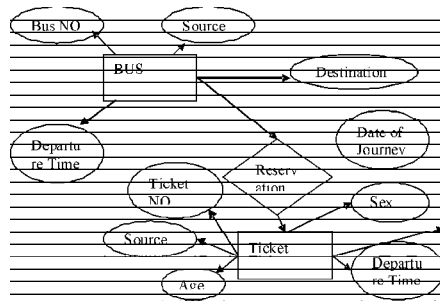 Bus NO
Source
BUS
Destination
Departu
re Time
Date of
Journey
Reserv
ation
Ticket
NO
Sex
Source
Ticket
Departu
re Time
Age